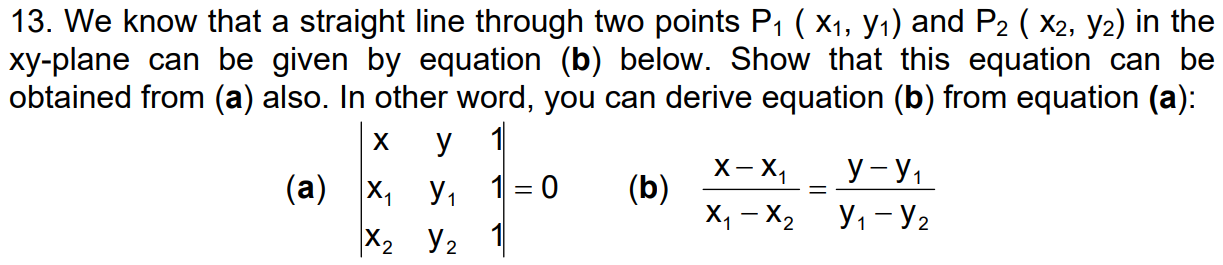 13. We know that a straight line through two points P₁ ( x₁, y₁) and P₂ ( x₂, y₂) in the
xy-plane can be given by equation (b) below. Show that this equation can be
obtained from (a) also. In other word, you can derive equation (b) from equation (a):
(a) |x y 1| |x₁ y₁ 1| |x₂ y₂ 1| = 0 (b) (x − x₁)/(x₁ − x₂) = (y − y₁)/(y₁ − y₂)